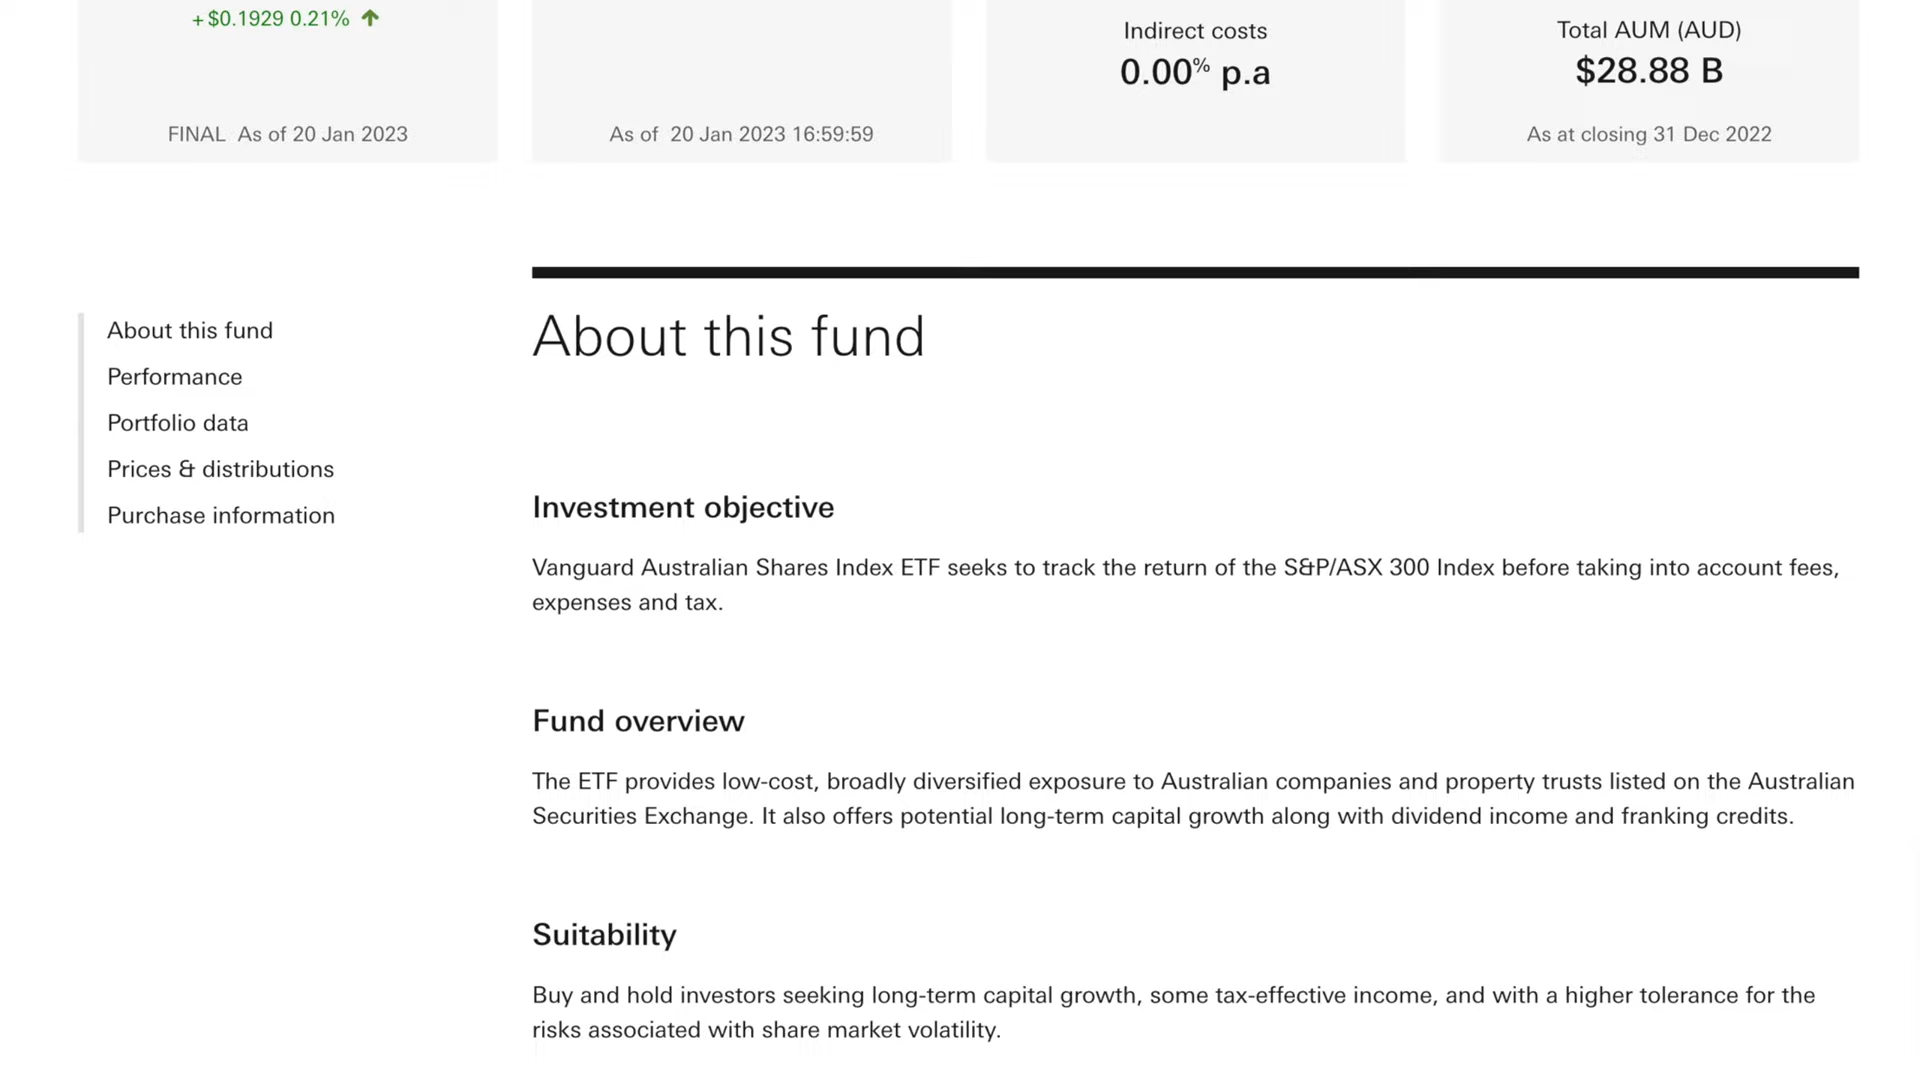 +$0.1929 0.21%
FINAL As of 20 Jan 2023
As of 20 Jan 2023 16:59:59
Indirect costs
0.00% p.a
Total AUM (AUD)
$28.88 B
As at closing 31 Dec 2022
About this fund
Performance
Portfolio data
Prices & distributions
Purchase information
About this fund
Investment objective
Vanguard Australian Shares Index ETF seeks to track the return of the S&P/ASX 300 Index before taking into account fees,
expenses and tax.
Fund overview
The ETF provides low-cost, broadly diversified exposure to Australian companies and property trusts listed on the Australian
Securities Exchange. It also offers potential long-term capital growth along with dividend income and franking credits.
Suitability
Buy and hold investors seeking long-term capital growth, some tax-effective income, and with a higher tolerance for the
risks associated with share market volatility.